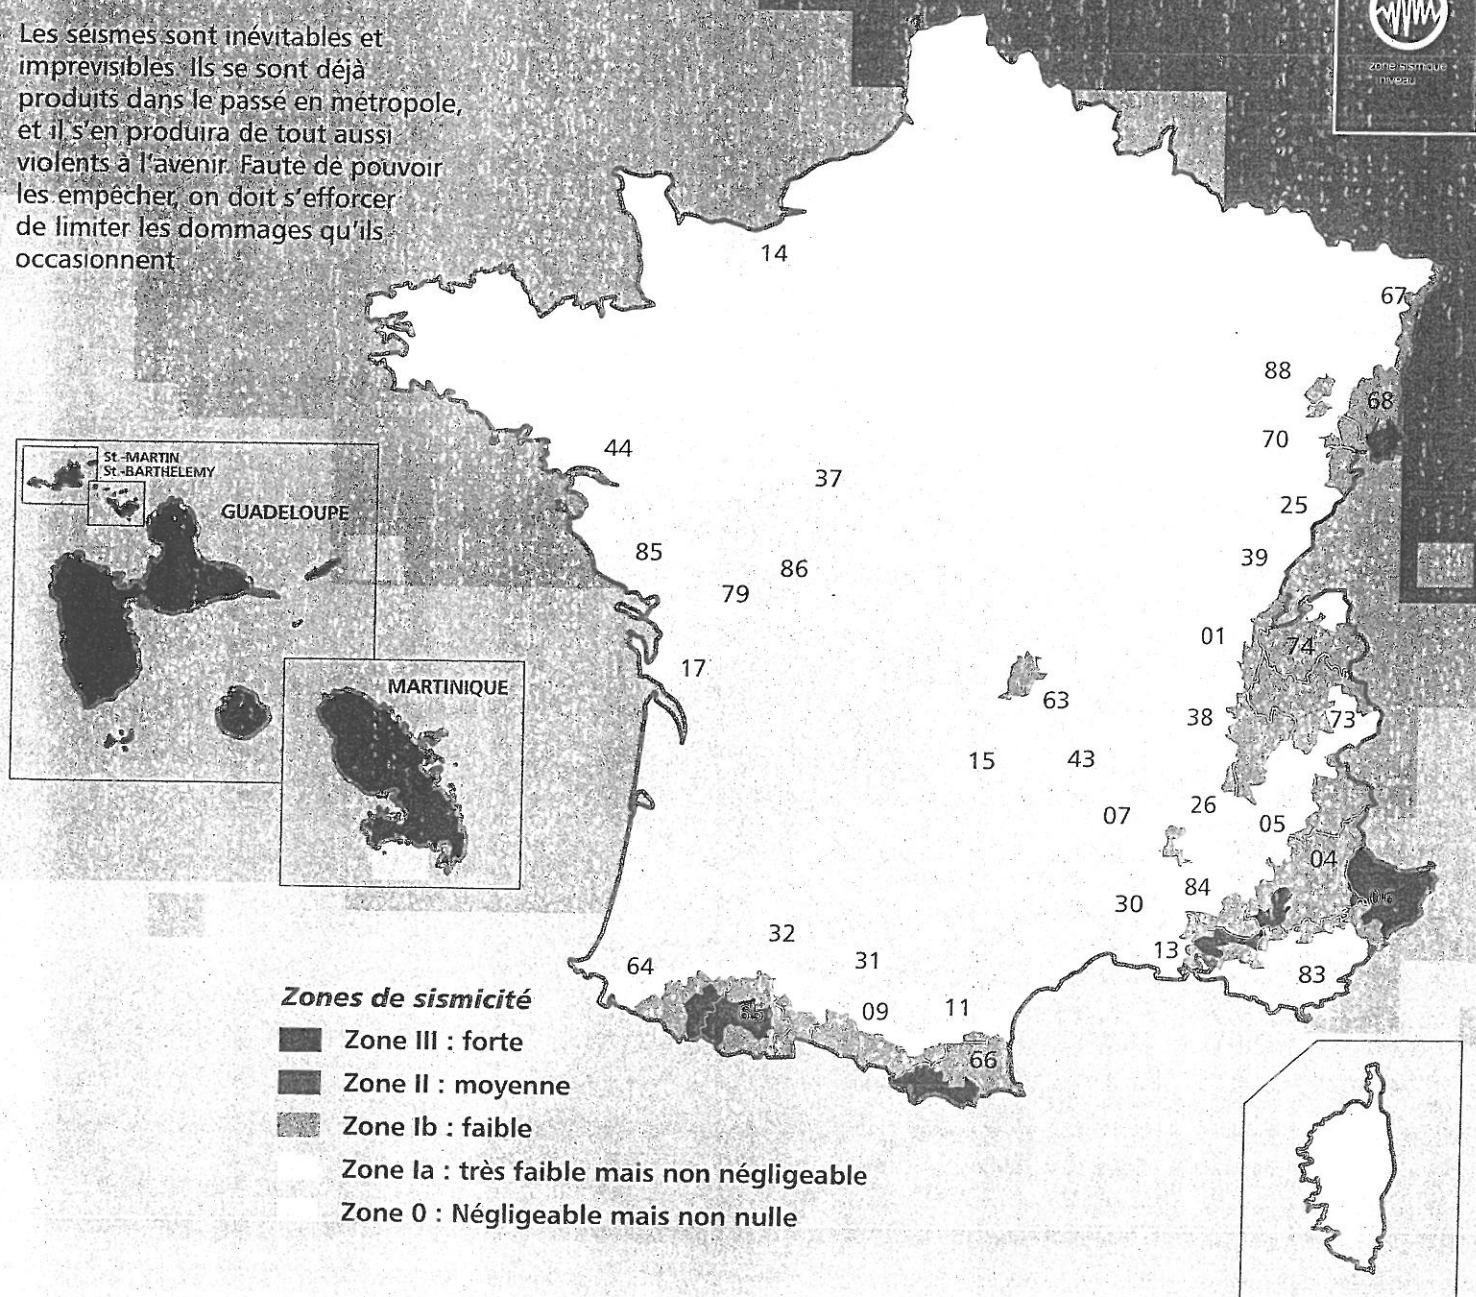 Les séismes sont inévitables et
imprévisibles Ils se sont déjà
produits dans le passé en métropole,
et il s'en produira de tout aussi
violents à l'avenir. Faute de pouvoir
les empêcher, on doit s'efforcer
de limiter les dommages qu'ils
occasionnent
zone sismique
niveau
14
67
88
68
70
44
37
25
85
86
39
79
01
74
17
63
38
73
15
43
07
26
05
04
84
30
06
32
31
13
83
64
65
09
11
66
St.-MARTIN
St.-BARTHELEMY
GUADELOUPE
MARTINIQUE
Zones de sismicité
Zone III : forte
Zone II : moyenne
Zone Ib : faible
Zone Ia : très faible mais non négligeable
Zone 0 : Négligeable mais non nulle